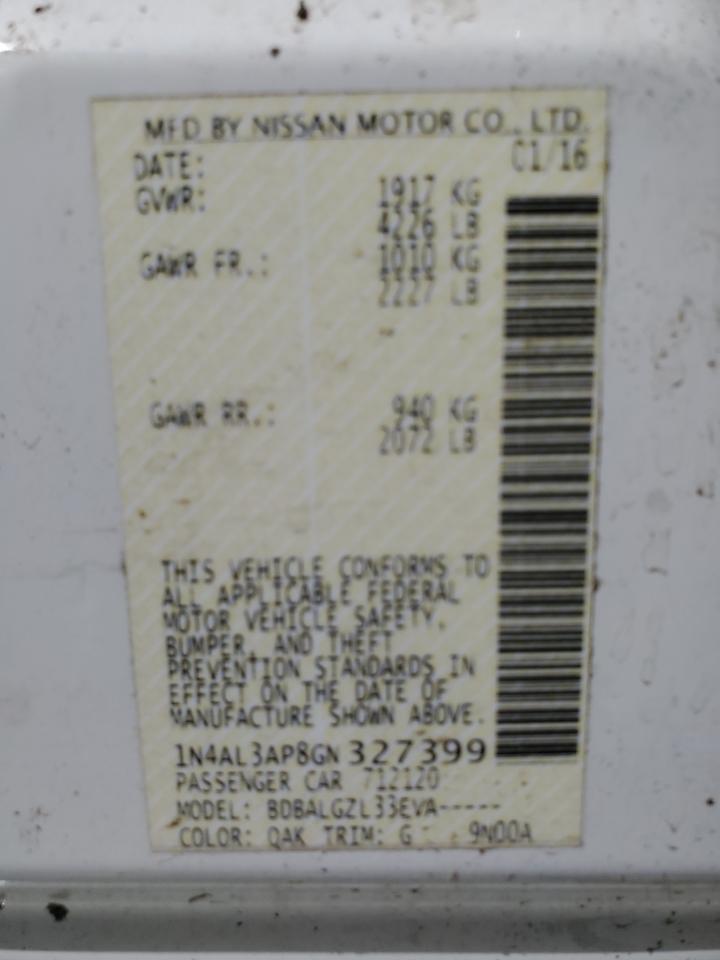 MFD BY NISSAN MOTOR CO., LTD.
DATE: 01/16
GVWR: 1917 KG
4226 LB
GAWR FR.: 1010 KG
2227 LB
GAWR RR.: 940 KG
2072 LB
THIS VEHICLE CONFORMS TO
ALL APPLICABLE FEDERAL
MOTOR VEHICLE SAFETY,
BUMPER, AND THEFT
PREVENTION STANDARDS IN
EFFECT ON THE DATE OF
MANUFACTURE SHOWN ABOVE.
1N4AL3AP8GN327399
PASSENGER CAR 712120
MODEL: BDBALGZL33EVA-----
COLOR: QAK TRIM: G 9N00A